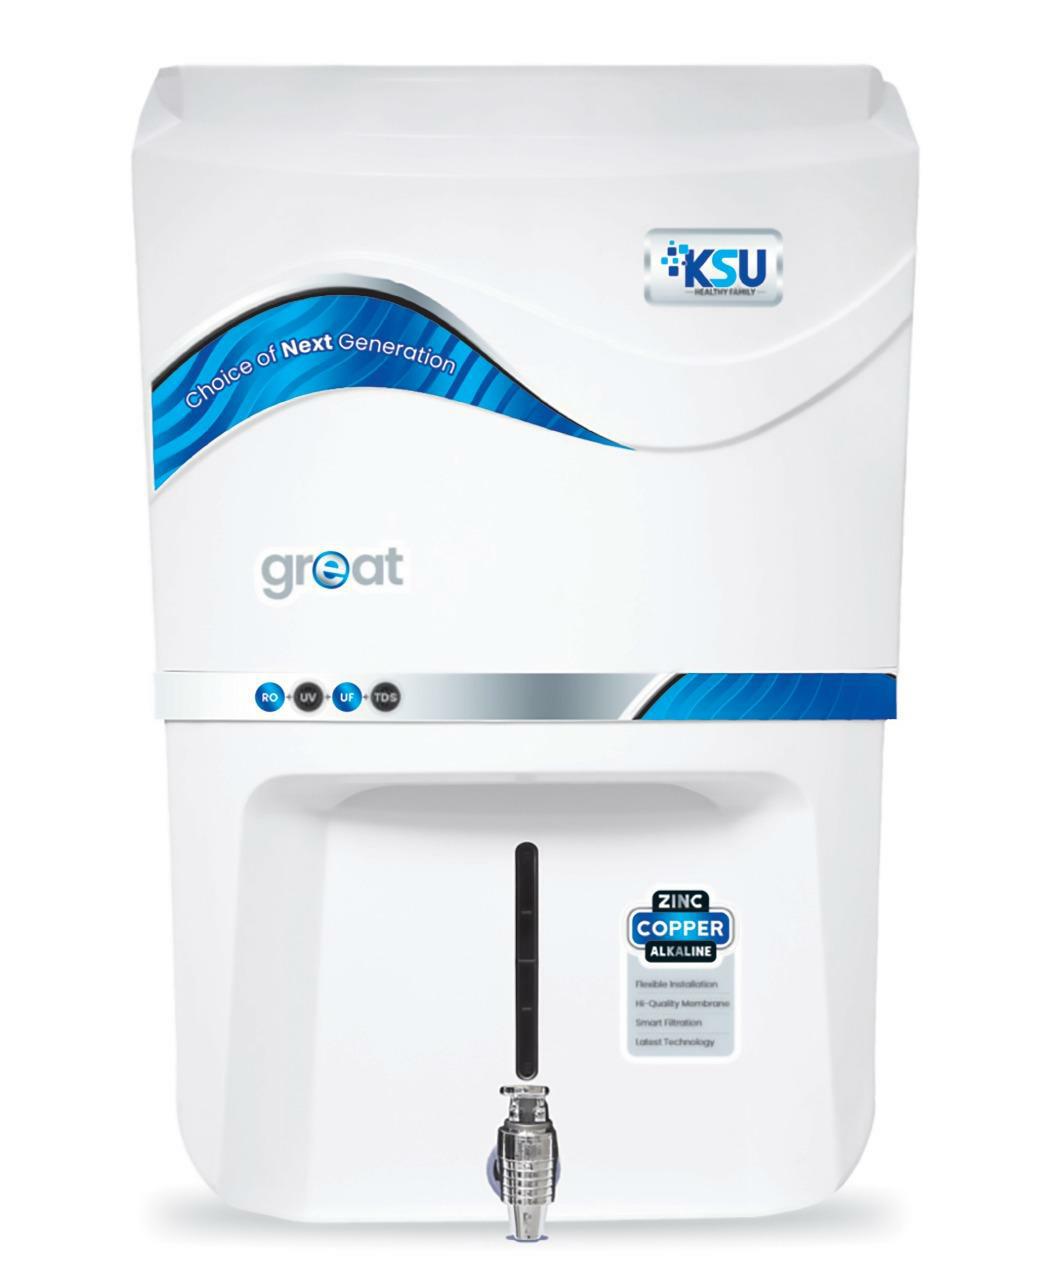 KSU
HEALTHY FAMILY
Choice of Next Generation
great
RO + UV + UF + TDS
ZINC
COPPER
ALKALINE
Flexible Installation
Hi-Quality Membrane
Smart Filtration
Latest Technology